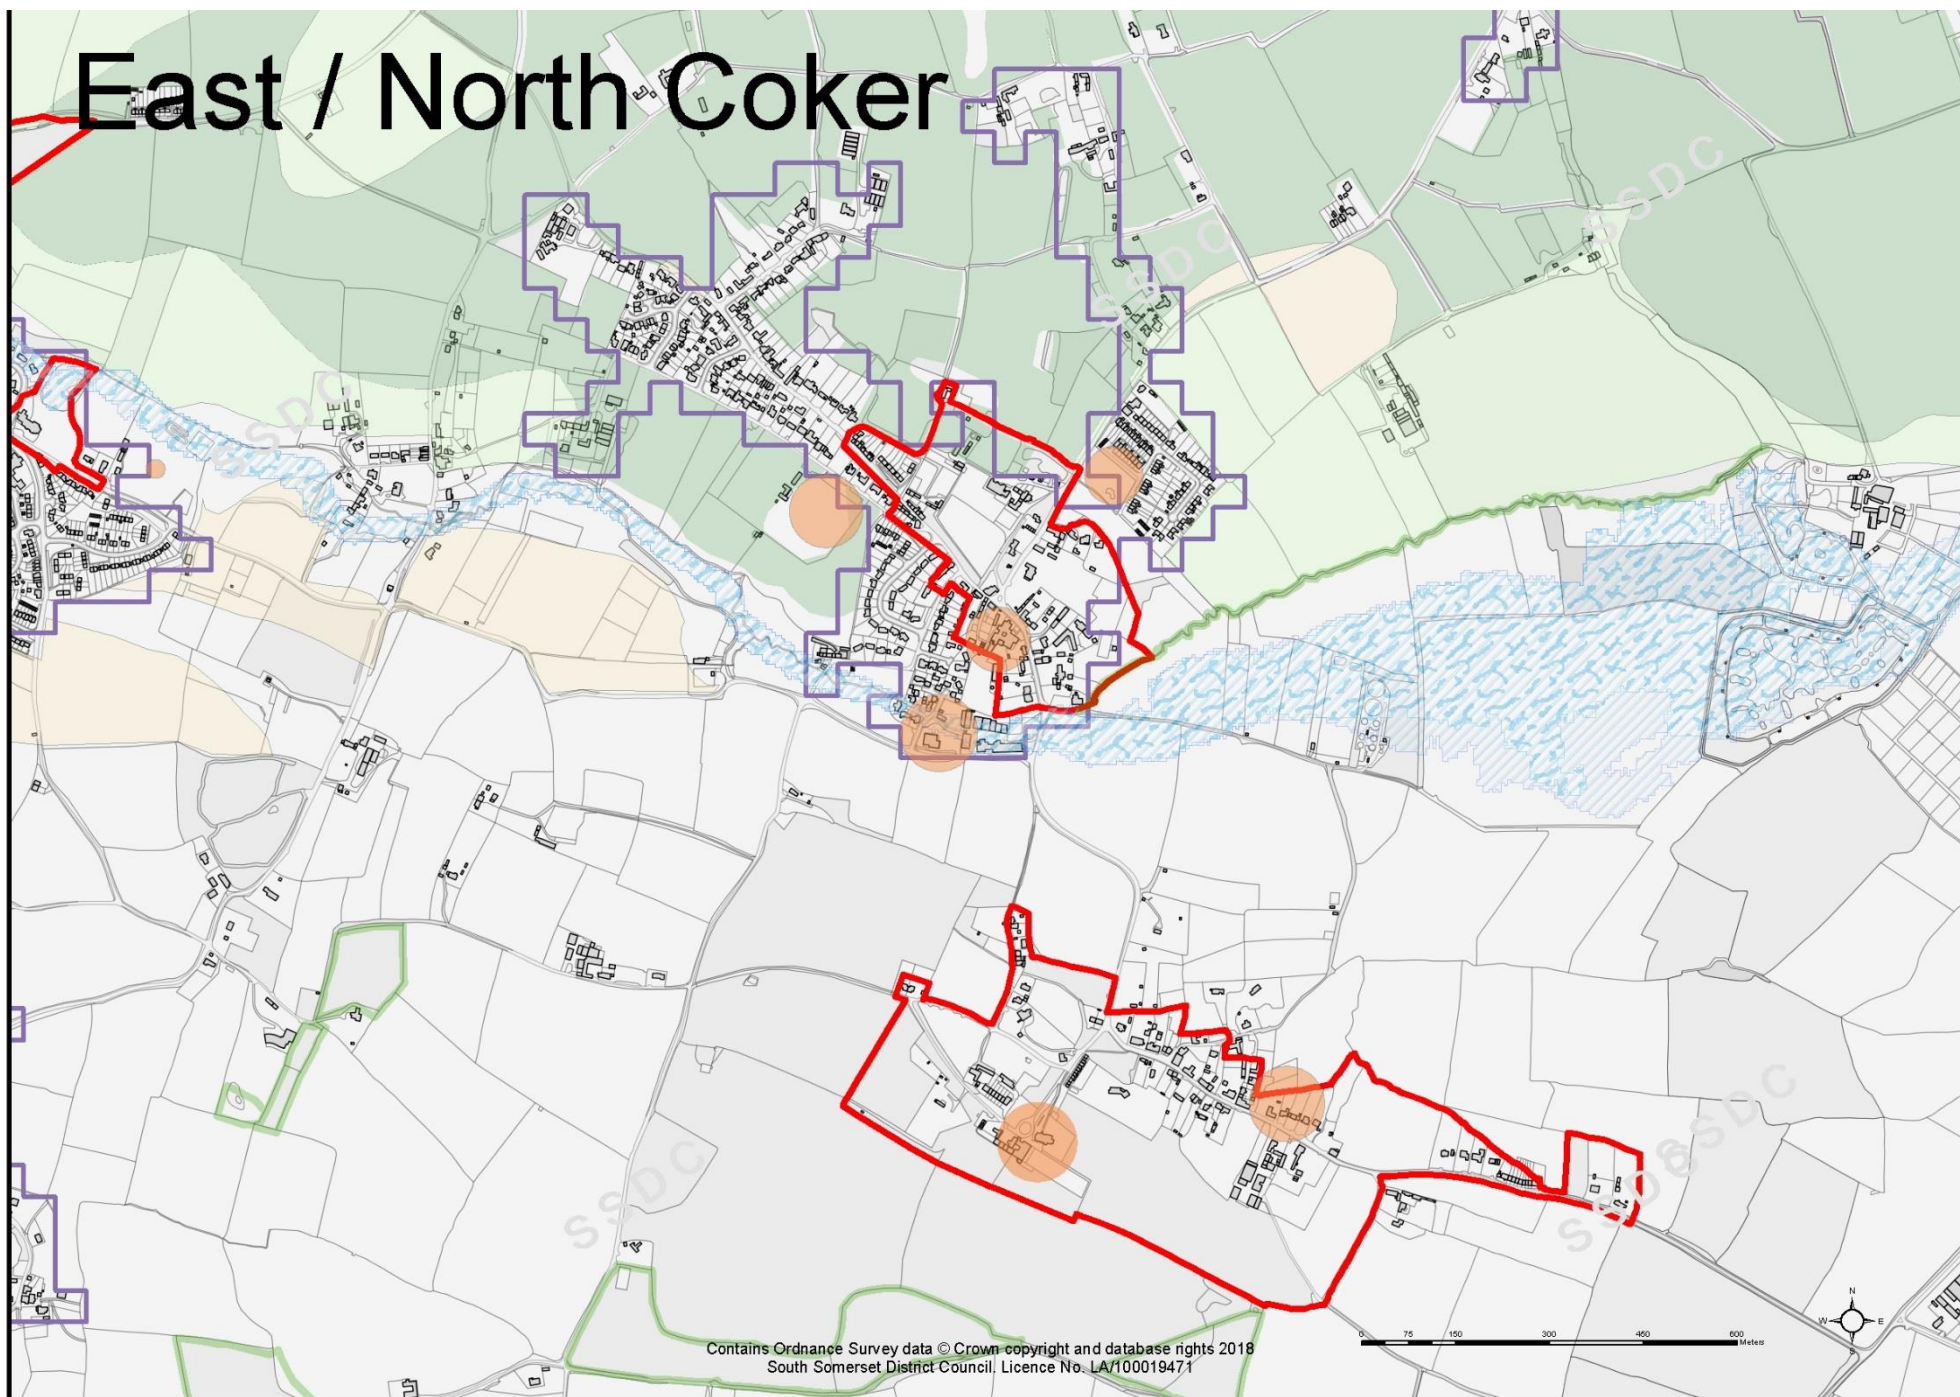 East / North Coker
SSDC
SSDC
SSDC
SSDC
SSDC
SSDC
N
W E
S
0 75 150 300 450 600
Meters
Contains Ordnance Survey data © Crown copyright and database rights 2018
South Somerset District Council. Licence No. LA/100019471